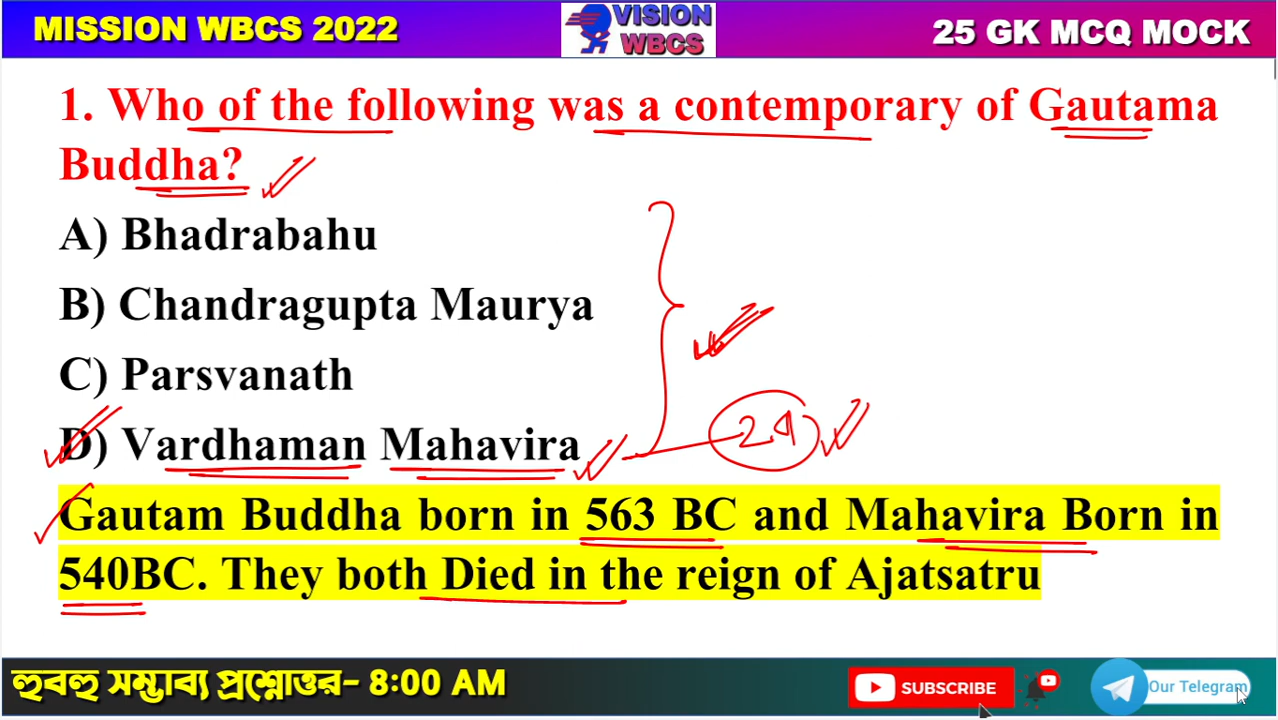 MISSION WBCS 2022
VISION
WBCS
25 GK MCQ MOCK
1. Who of the following was a contemporary of Gautama
Buddha?
A) Bhadrabahu
B) Chandragupta Maurya
C) Parsvanath
D) Vardhaman Mahavira
24
Gautam Buddha born in 563 BC and Mahavira Born in
540BC. They both Died in the reign of Ajatsatru
হুবহু সম্ভাব্য প্রশ্নোত্তর- 8:00 AM
SUBSCRIBE
Our Telegram